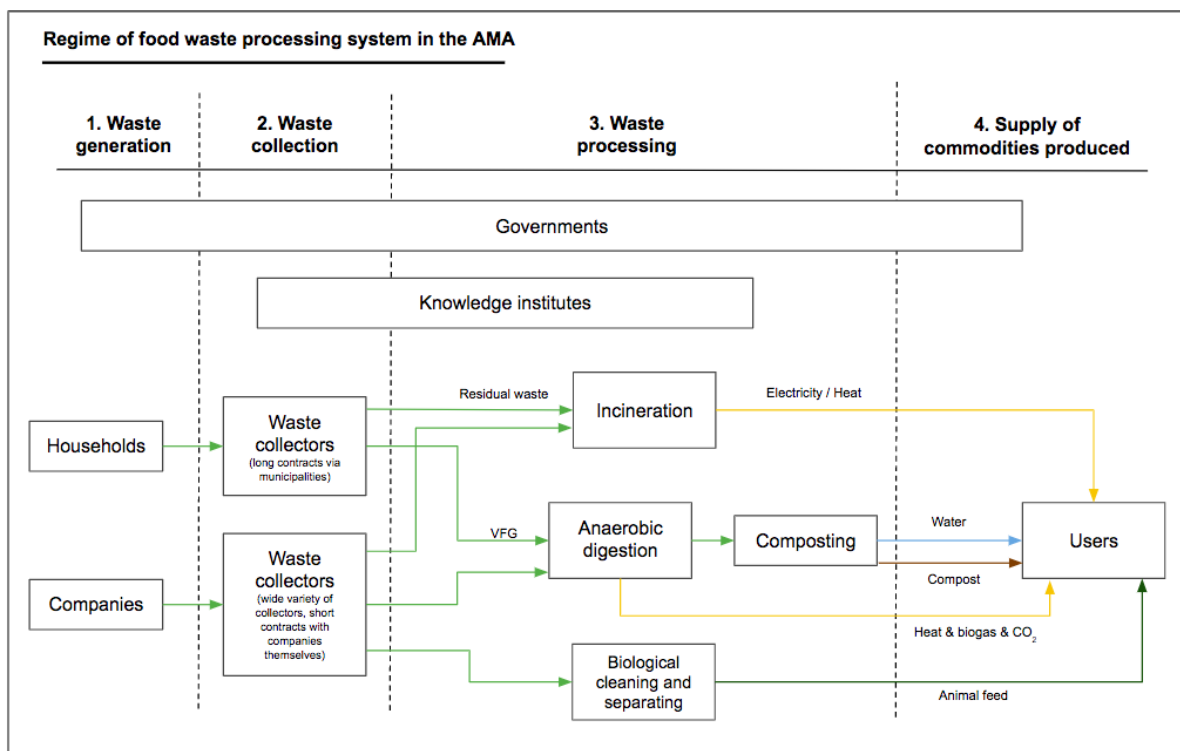 Regime of food waste processing system in the AMA
1. Waste
generation
2. Waste
collection
3. Waste
processing
4. Supply of
commodities produced
Governments
Knowledge institutes
Households
Waste
collectors
(long contracts via
municipalities)
Residual waste
Incineration
Electricity / Heat
Companies
Waste
collectors
(wide variety of
collectors, short
contracts with
companies
themselves)
VFG
Anaerobic
digestion
Composting
Water
Compost
Users
Heat & biogas & CO₂
Biological
cleaning and
separating
Animal feed